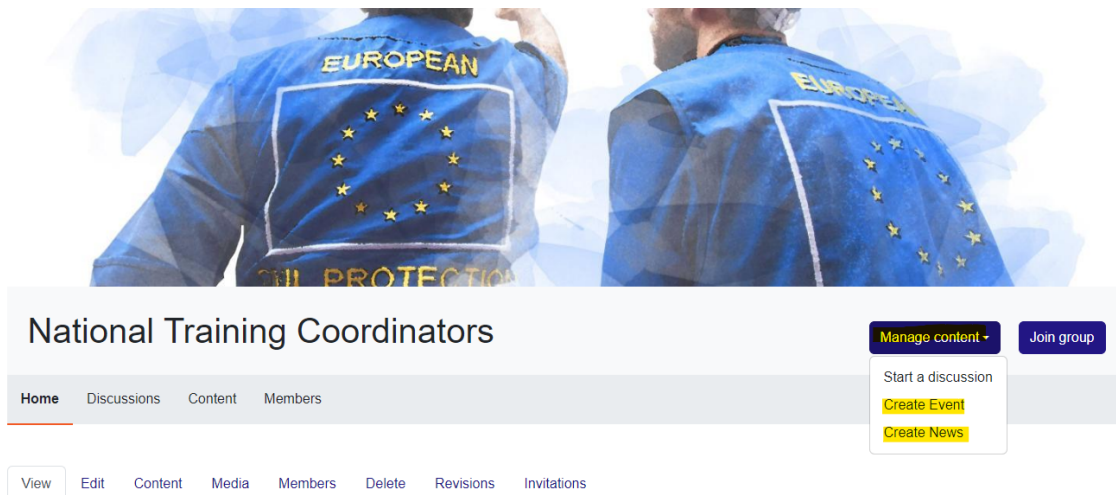 EUROPEAN
EUROPEAN
PROTECTION
National Training Coordinators
Manage content
Join group
Start a discussion
Home Discussions Content Members
Create Event
Create News
View Edit Content Media Members Delete Revisions Invitations